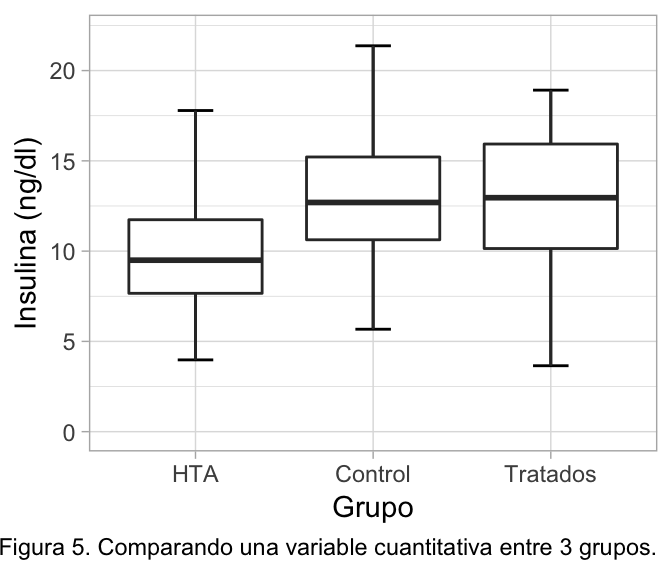 Insulina (ng/dl)
20
15
10
5
0
HTA Control Tratados
Grupo
Figura 5. Comparando una variable cuantitativa entre 3 grupos.